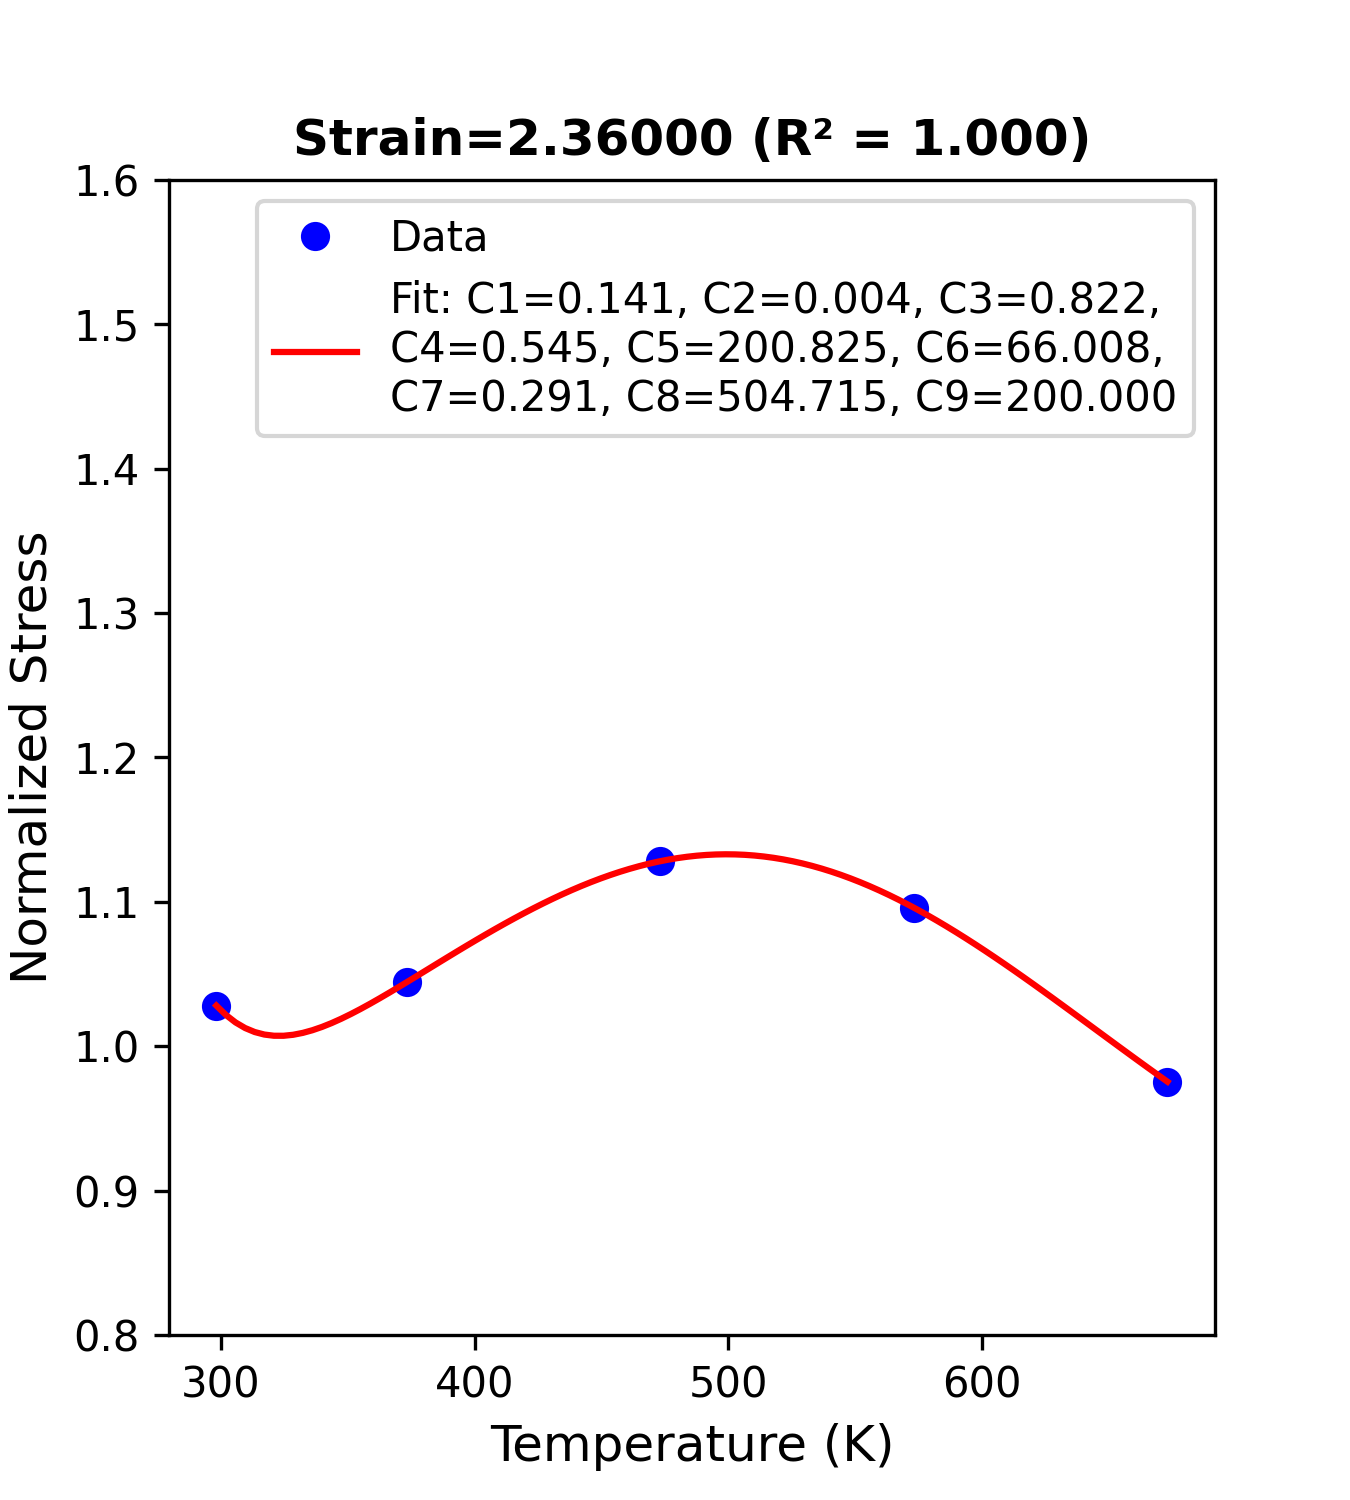 Strain=2.36000 (R² = 1.000)
1.6
1.5
1.4
1.3
1.2
1.1
1.0
0.9
0.8
Data
Fit: C1=0.141, C2=0.004, C3=0.822,
C4=0.545, C5=200.825, C6=66.008,
C7=0.291, C8=504.715, C9=200.000
Normalized Stress
300 400 500 600
Temperature (K)